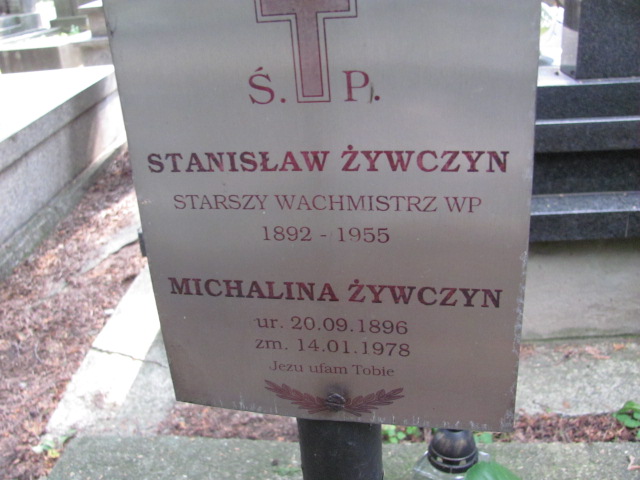 Ś. P.
STANISŁAW ŻYWCZYN
STARSZY WACHMISTRZ WP
1892 - 1955
MICHALINA ŻYWCZYN
ur. 20.09.1896
zm. 14.01.1978
Jezu ufam Tobie